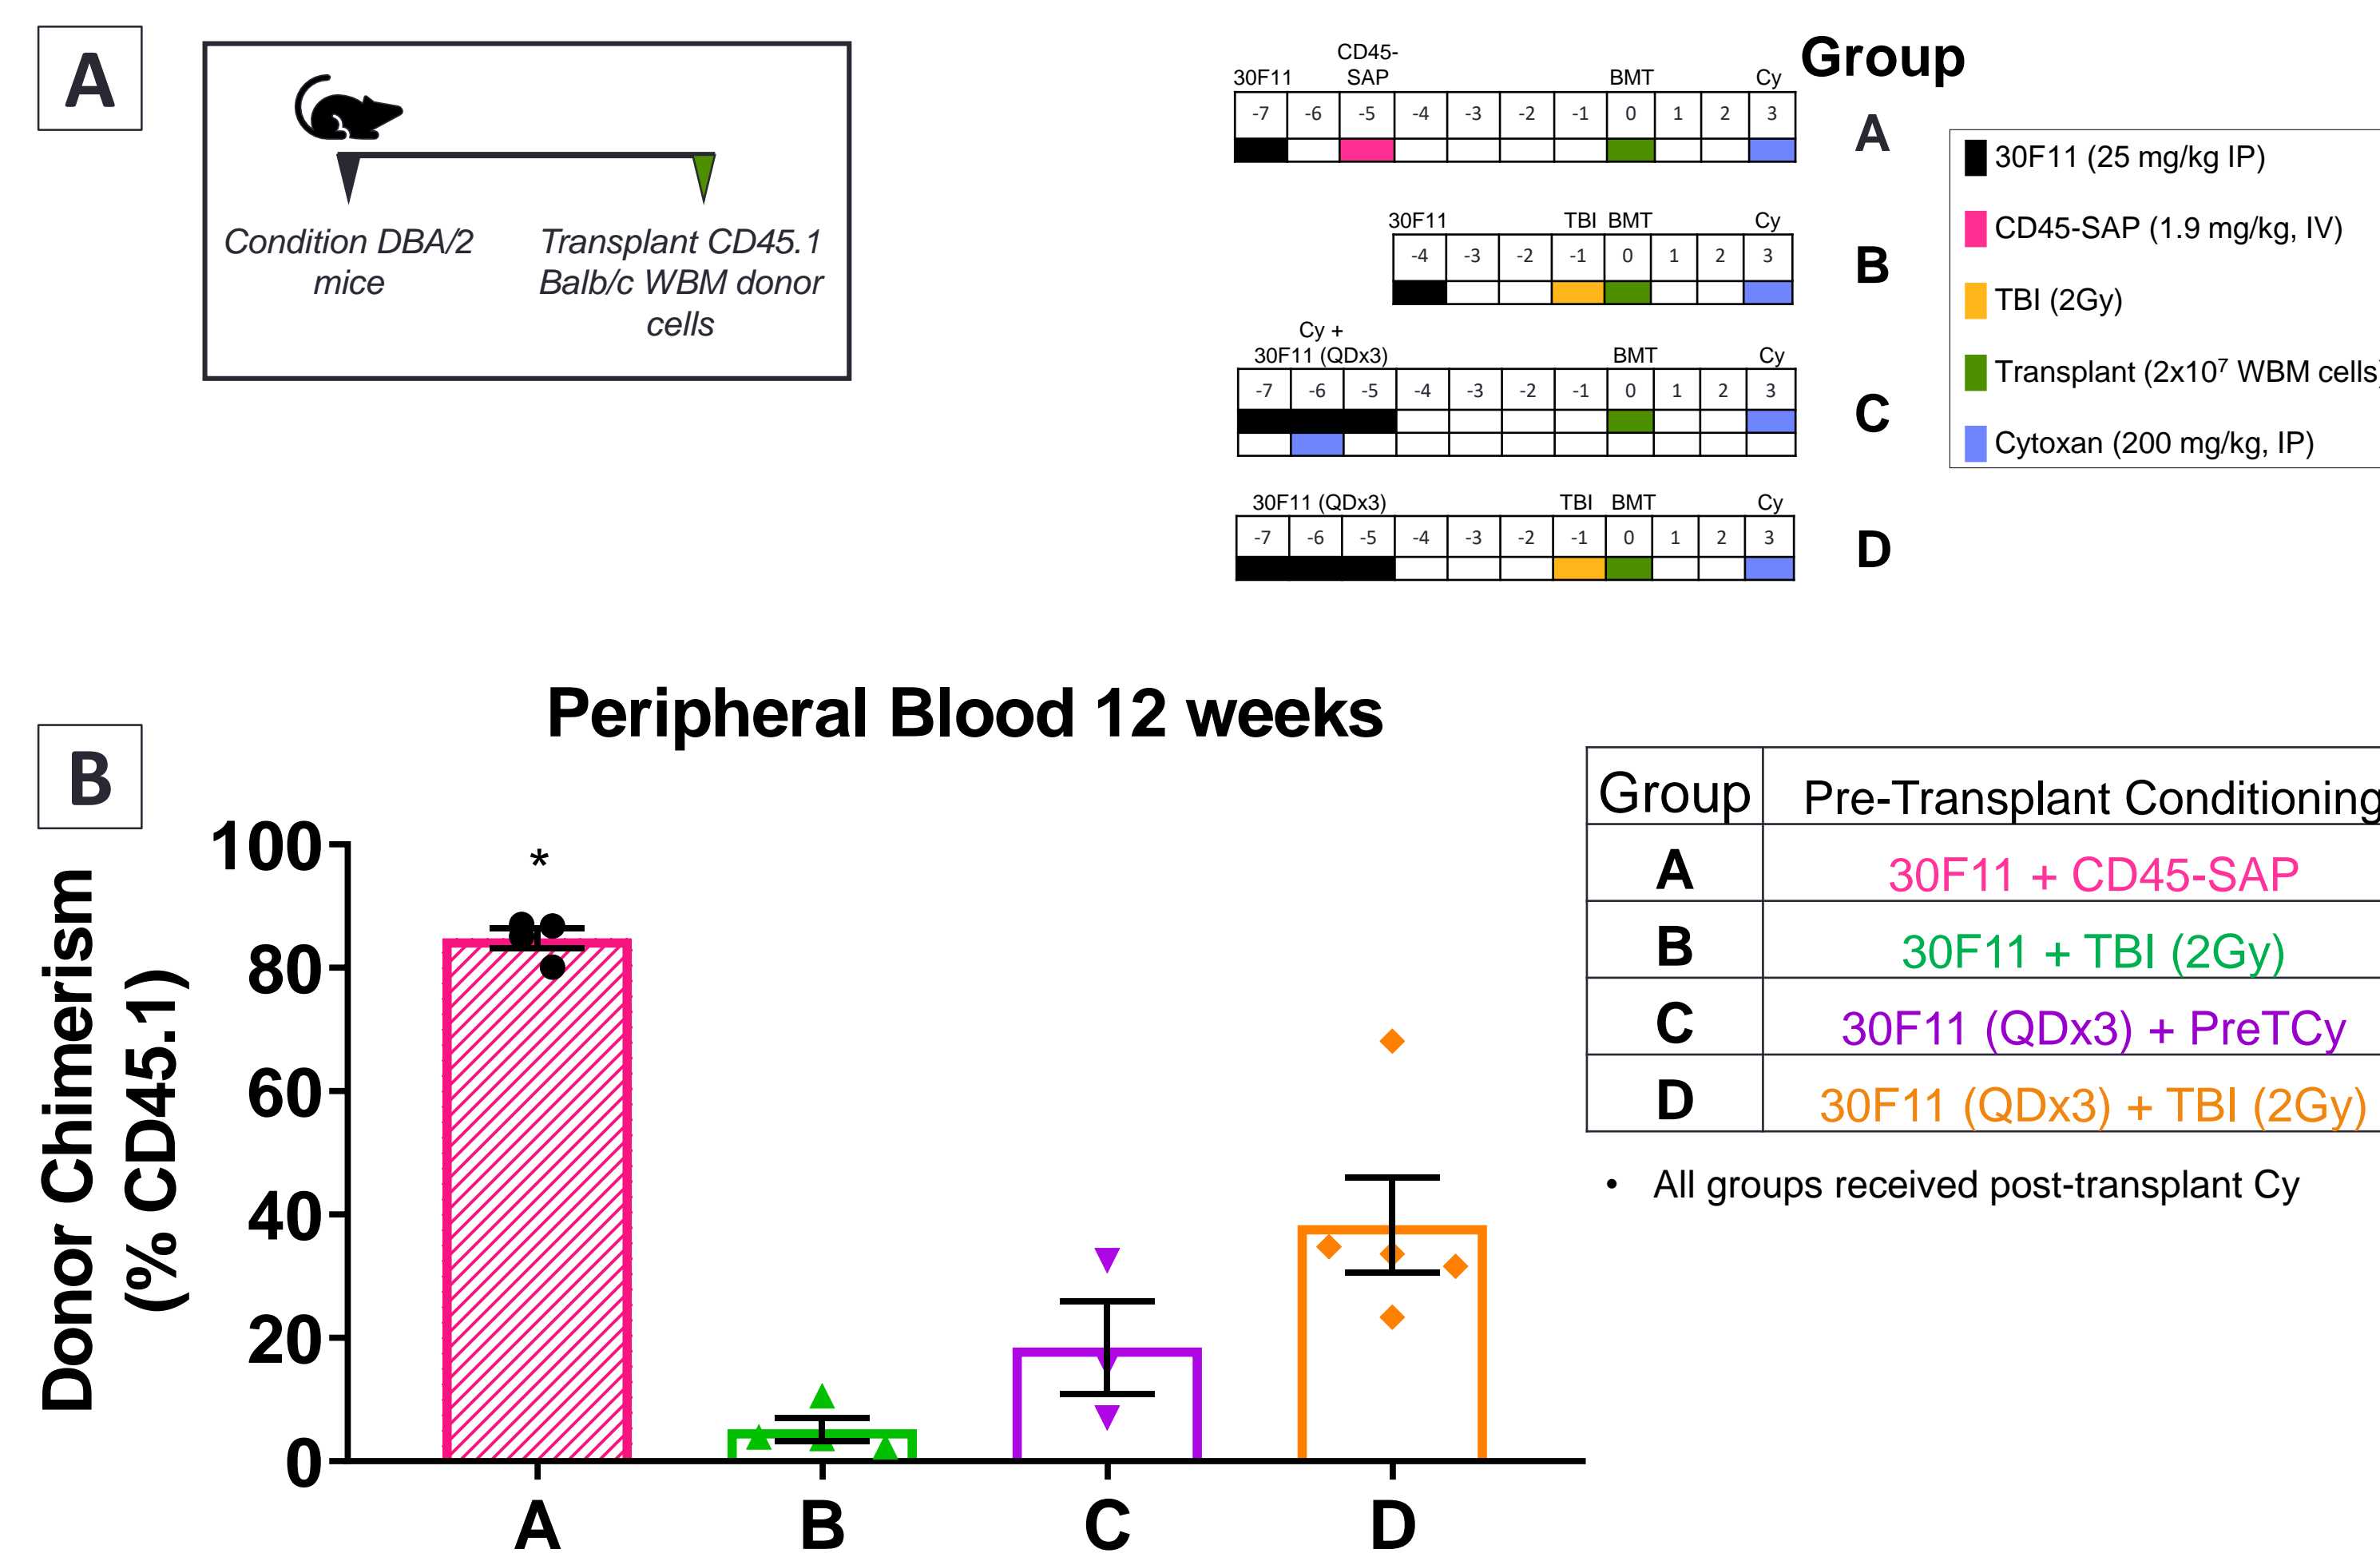 A
Condition DBA/2
mice
Transplant CD45.1
Balb/c WBM donor
cells
Group
CD45-
30F11 SAP BMT Cy
-7 -6 -5 -4 -3 -2 -1 0 1 2 3
A
30F11 TBI BMT Cy
-4 -3 -2 -1 0 1 2 3
B
Cy +
30F11 (QDx3) BMT Cy
-7 -6 -5 -4 -3 -2 -1 0 1 2 3
C
30F11 (QDx3) TBI BMT Cy
-7 -6 -5 -4 -3 -2 -1 0 1 2 3
D
30F11 (25 mg/kg IP)
CD45-SAP (1.9 mg/kg, IV)
TBI (2Gy)
Transplant (2x10⁷ WBM cells)
Cytoxan (200 mg/kg, IP)
B
Peripheral Blood 12 weeks
Donor Chimerism
(% CD45.1)
100
80
60
40
20
0
*
A B C D
Group Pre-Transplant Conditioning
A 30F11 + CD45-SAP
B 30F11 + TBI (2Gy)
C 30F11 (QDx3) + PreTCy
D 30F11 (QDx3) + TBI (2Gy)
• All groups received post-transplant Cy